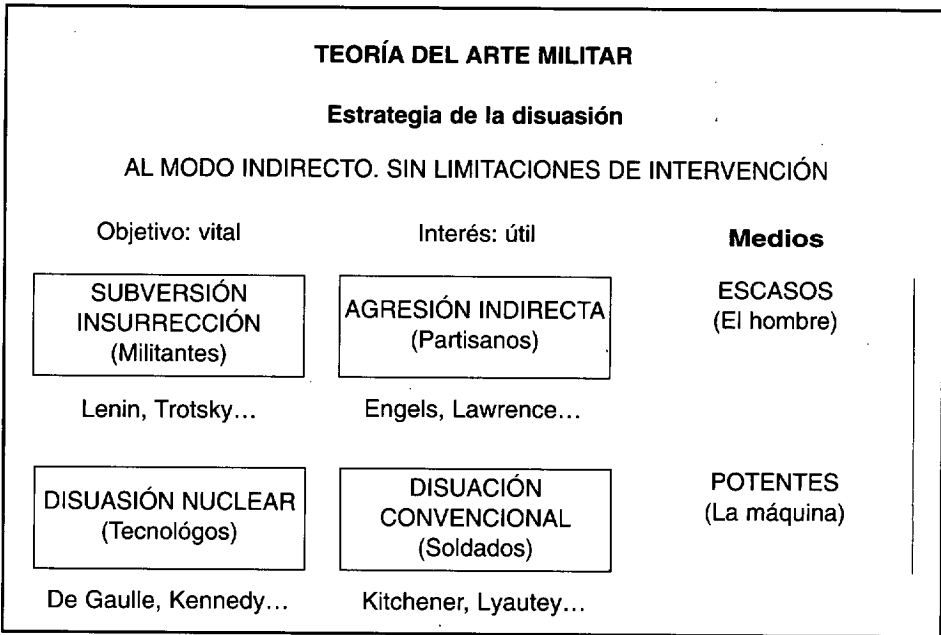 TEORÍA DEL ARTE MILITAR
Estrategia de la disuasión
AL MODO INDIRECTO. SIN LIMITACIONES DE INTERVENCIÓN
Objetivo: vital
Interés: útil
Medios
SUBVERSIÓN
INSURRECCIÓN
(Militantes)
AGRESIÓN INDIRECTA
(Partisanos)
ESCASOS
(El hombre)
Lenin, Trotsky...
Engels, Lawrence...
DISUASIÓN NUCLEAR
(Tecnológos)
DISUACIÓN
CONVENCIONAL
(Soldados)
POTENTES
(La máquina)
De Gaulle, Kennedy...
Kitchener, Lyautey...